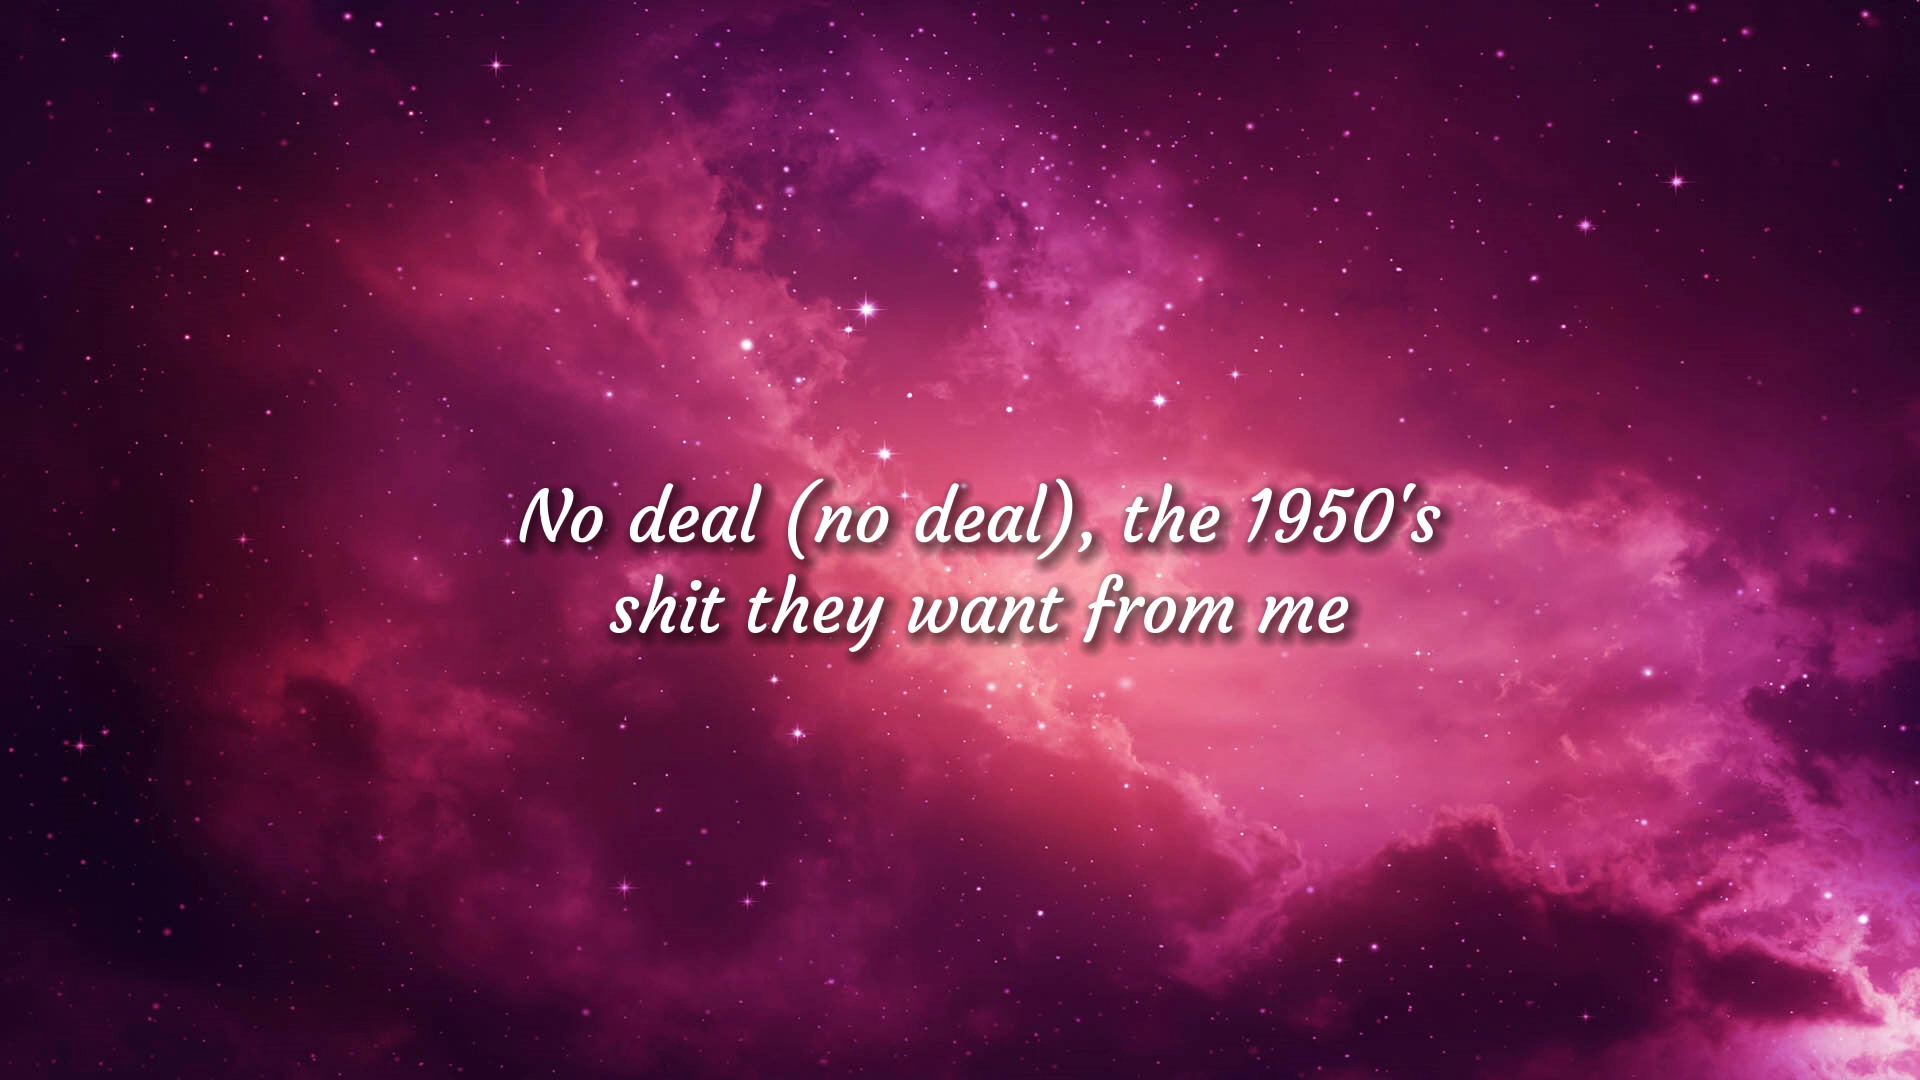 No deal (no deal), the 1950's
shit they want from me